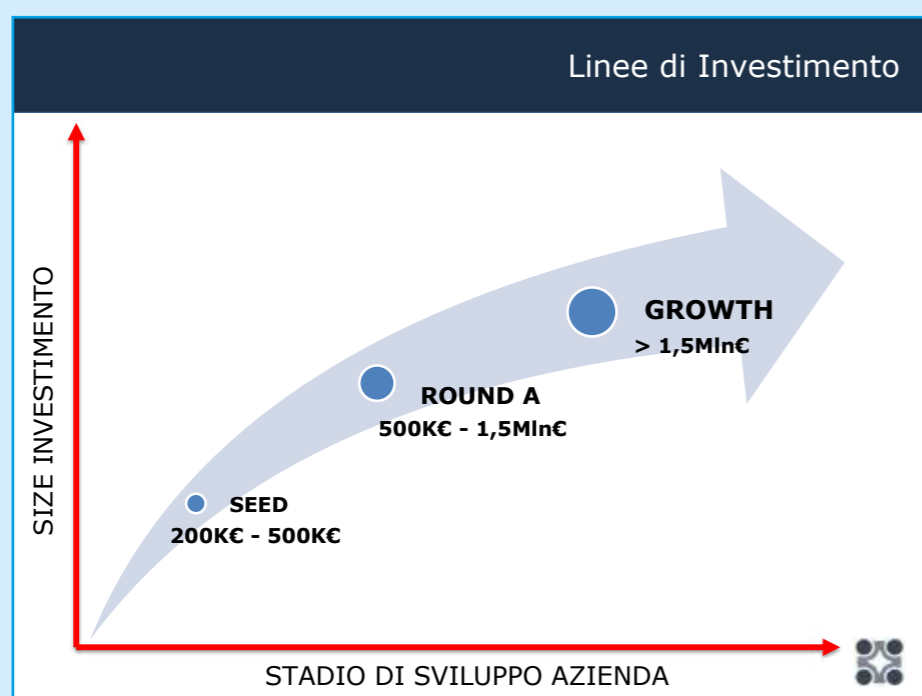 Linee di Investimento
SIZE INVESTIMENTO
GROWTH
> 1,5Mln€
ROUND A
500K€ - 1,5Mln€
SEED
200K€ - 500K€
STADIO DI SVILUPPO AZIENDA